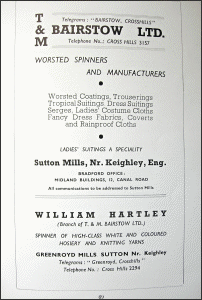 Telegrams : "BAIRSTOW, CROSSHILLS"
T & M BAIRSTOW LTD.
Telephone No.: CROSS HILLS 3157
WORSTED SPINNERS
AND MANUFACTURERS
Worsted Coatings, Trouserings
Tropical Suitings Dress Suitings
Serges, Ladies' Costume Cloths
Fancy Dress Fabrics, Coverts
and Rainproof Cloths
LADIES' SUITINGS A SPECIALITY
Sutton Mills, Nr. Keighley, Eng.
BRADFORD OFFICE :
MIDLAND BUILDINGS, 12, CANAL ROAD
All communications to be addressed to Sutton Mills
WILLIAM HARTLEY
(Branch of T. & M. BAIRSTOW LTD.)
SPINNER OF HIGH-CLASS WHITE AND COLOURED
HOSIERY AND KNITTING YARNS
GREENROYD MILLS SUTTON Nr. KEIGHLEY
Telegrams : "Greenroyd, Crosshills"
Telephone No. : Cross Hills 2294